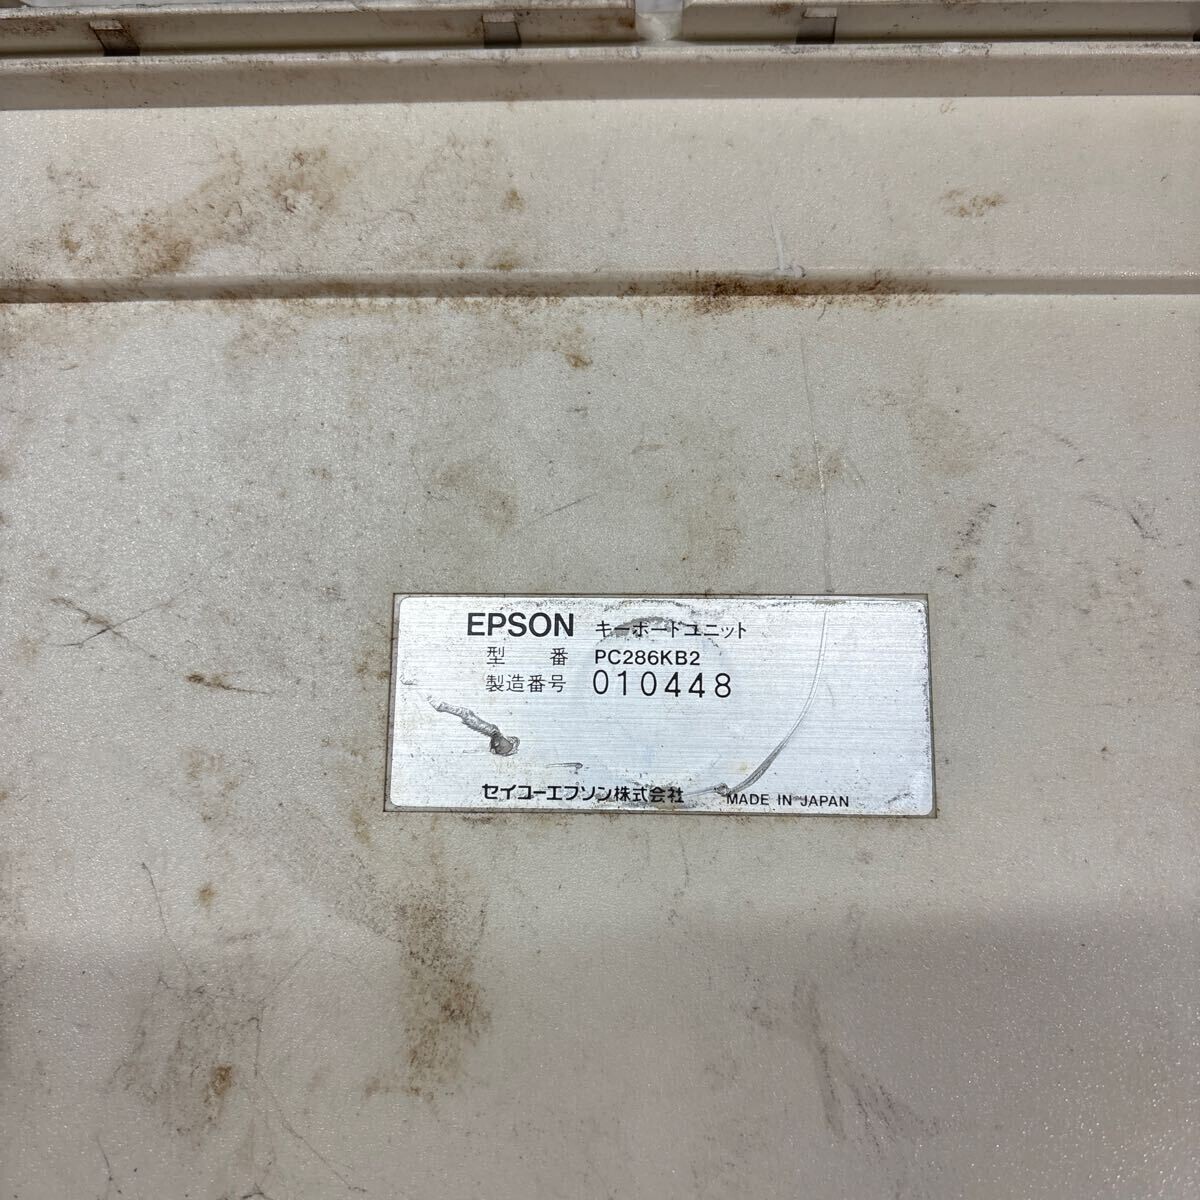 EPSON キーボードユニット
型 番 PC286KB2
製造番号 010448
セイコーエプソン株式会社 MADE IN JAPAN